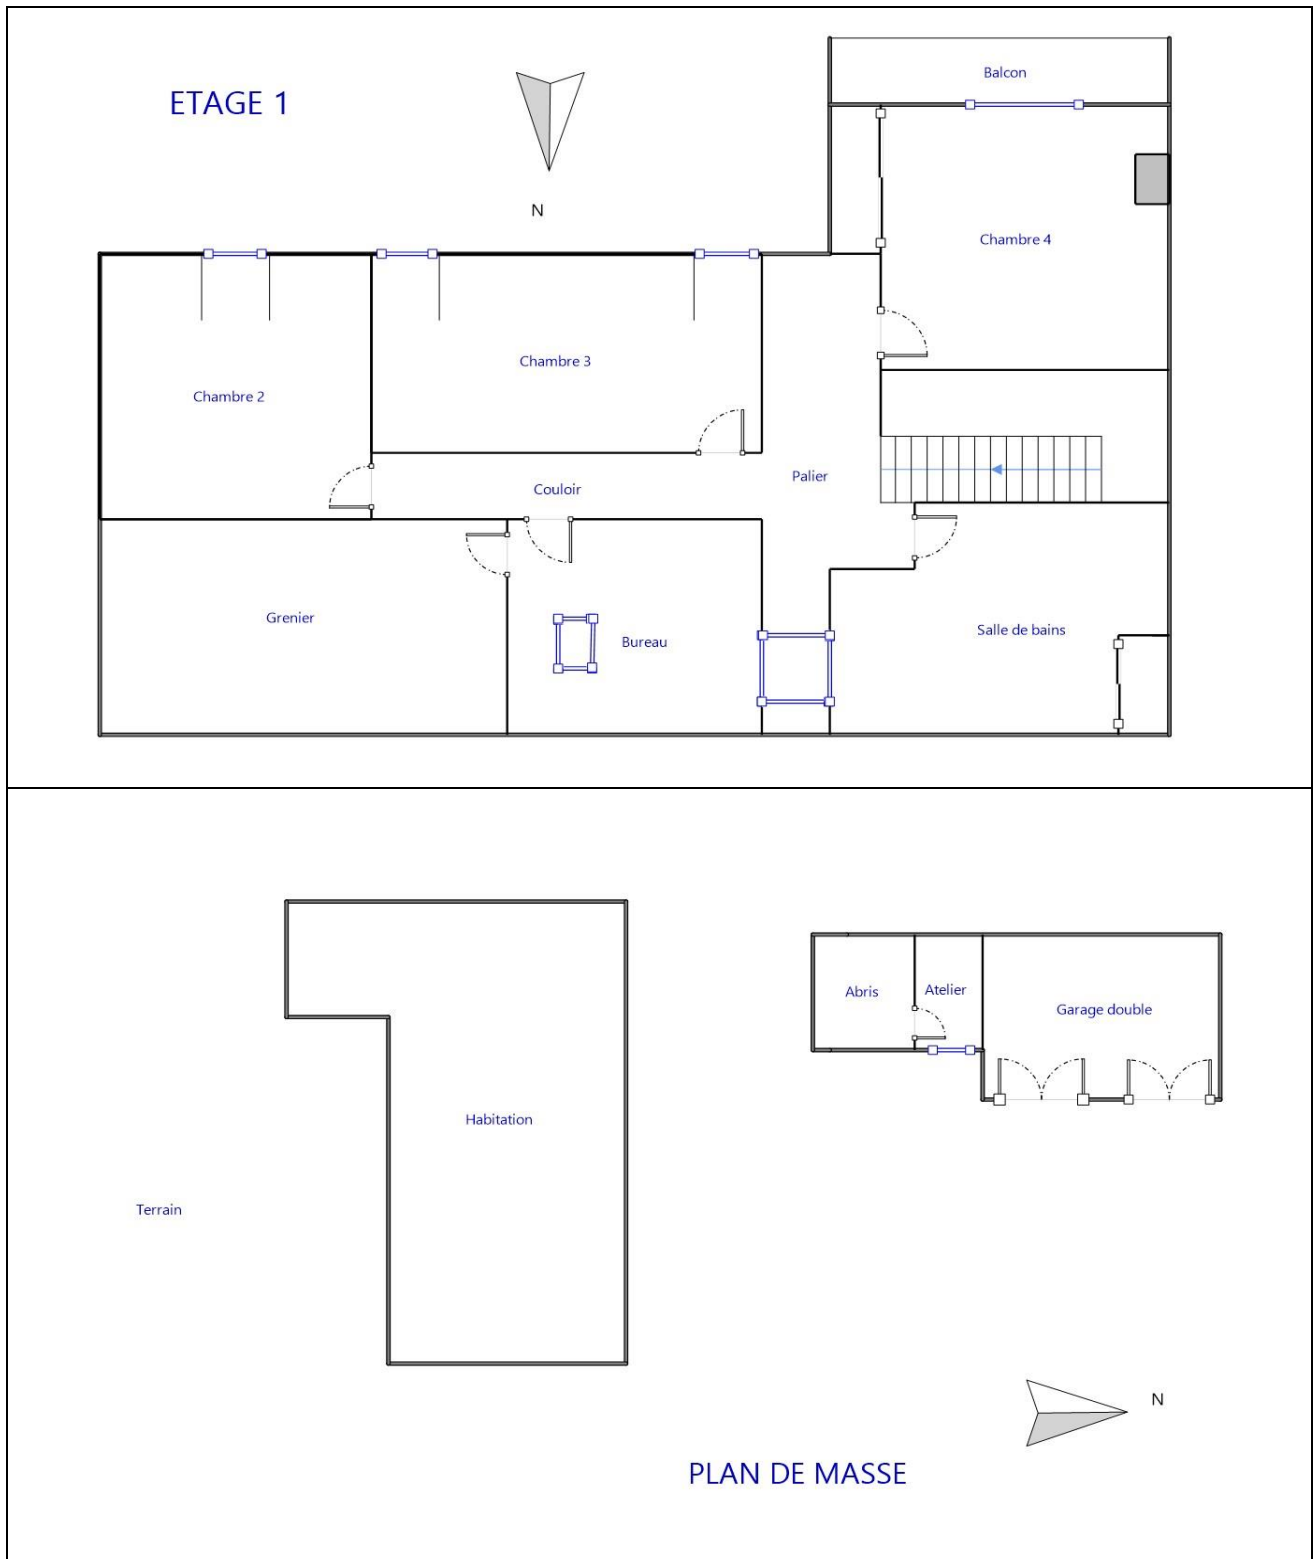 Balcon
ETAGE 1
N
Chambre 4
Chambre 3
Chambre 2
Palier
Couloir
Grenier
Salle de bains
Bureau
Abris
Atelier
Garage double
Habitation
Terrain
N
PLAN DE MASSE